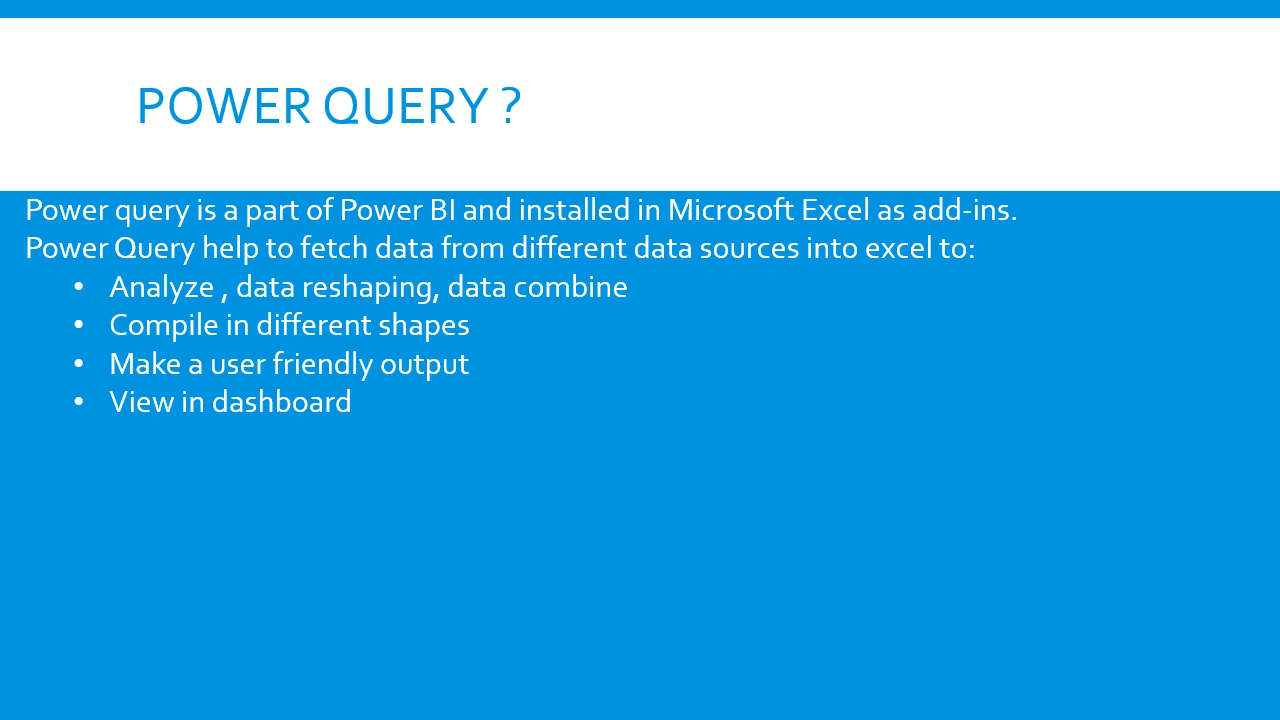 POWER QUERY ?
Power query is a part of Power BI and installed in Microsoft Excel as add-ins.
Power Query help to fetch data from different data sources into excel to:
• Analyze , data reshaping, data combine
• Compile in different shapes
• Make a user friendly output
• View in dashboard